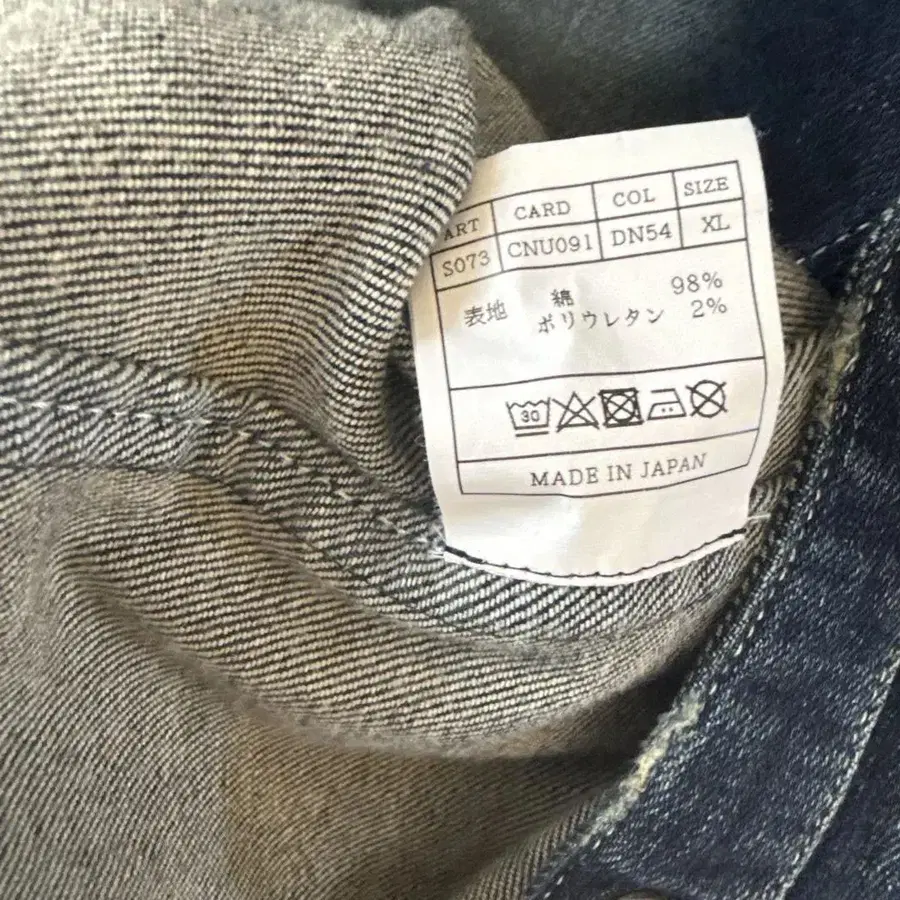 ART CARD COL SIZE
S073 CNU091 DN54 XL
表地 綿 98%
ポリウレタン 2%
30
MADE IN JAPAN